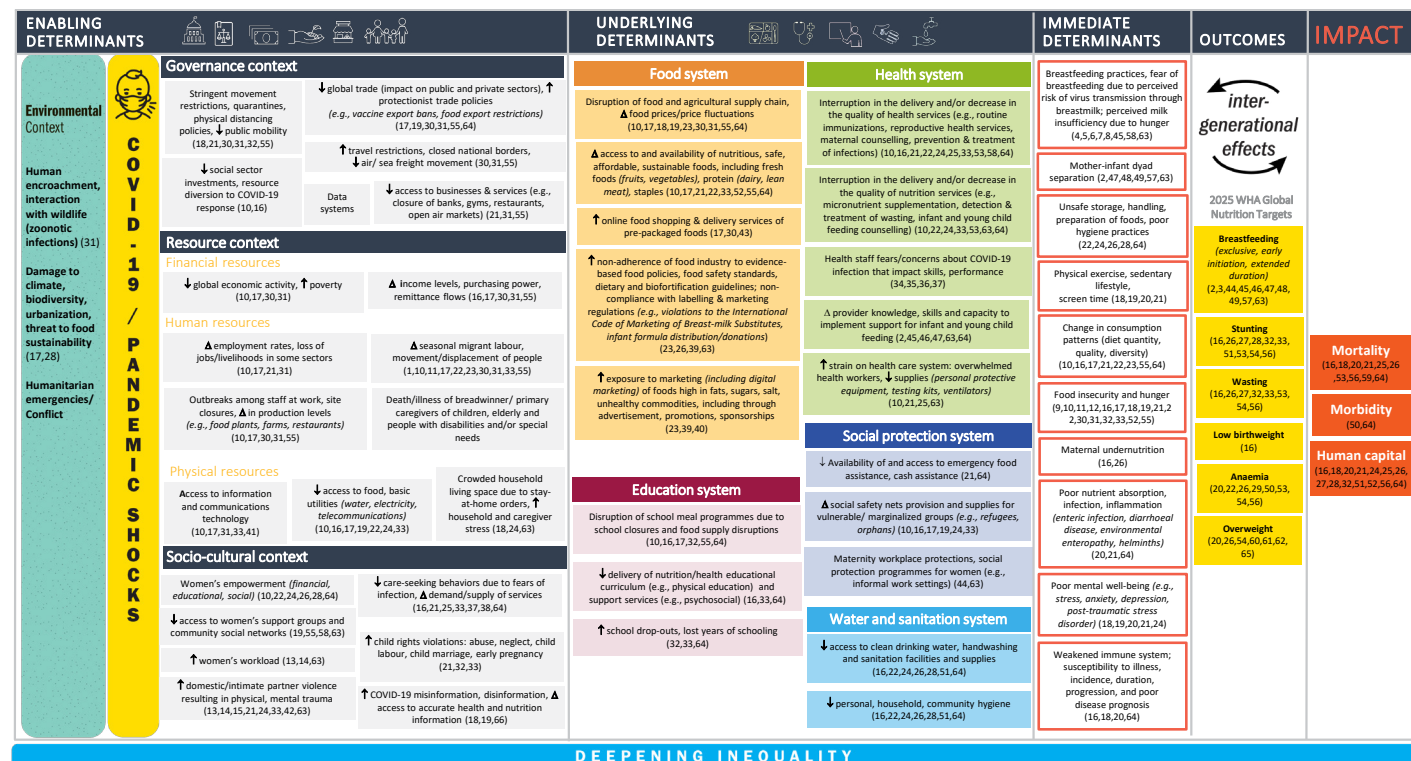 ENABLING
DETERMINANTS
UNDERLYING
DETERMINANTS
IMMEDIATE
DETERMINANTS
OUTCOMES
IMPACT
Environmental
Context
Human
encroachment,
interaction
with wildlife
(zoonotic
infections) (31)
Damage to
climate,
biodiversity,
urbanization,
threat to food
sustainability
(17,28)
Humanitarian
emergencies/
Conflict
COVID-19 / PANDEMIC SHOCKS
Governance context
Stringent movement
restrictions, quarantines,
physical distancing
policies, ↓ public mobility
(18,21,30,31,32,55)
↓ global trade (impact on public and private sectors), ↑
protectionist trade policies
(e.g., vaccine export bans, food export restrictions)
(17,19,30,31,55,64)
↑ travel restrictions, closed national borders,
↓ air/ sea freight movement (30,31,55)
↓ social sector
investments, resource
diversion to COVID-19
response (10,16)
Data
systems
↓ access to businesses & services (e.g.,
closure of banks, gyms, restaurants,
open air markets) (21,31,55)
Resource context
Financial resources
↓ global economic activity, ↑ poverty
(10,17,30,31)
Δ income levels, purchasing power,
remittance flows (16,17,30,31,55)
Human resources
Δ employment rates, loss of
jobs/livelihoods in some sectors
(10,17,21,31)
Δ seasonal migrant labour,
movement/displacement of people
(1,10,11,17,22,23,30,31,33,55)
Outbreaks among staff at work, site
closures, Δ in production levels
(e.g., food plants, farms, restaurants)
(10,17,30,31,55)
Death/illness of breadwinner/ primary
caregivers of children, elderly and
people with disabilities and/or special
needs
Physical resources
Access to information
and communications
technology
(10,17,31,33,41)
↓ access to food, basic
utilities (water, electricity,
telecommunications)
(10,16,17,19,22,24,33)
Crowded household
living space due to stay-
at-home orders, ↑
household and caregiver
stress (18,24,63)
Socio-cultural context
Women's empowerment (financial,
educational, social) (10,22,24,26,28,64)
↓ access to women's support groups and
community social networks (19,55,58,63)
↑ women's workload (13,14,63)
↑ domestic/intimate partner violence
resulting in physical, mental trauma
(13,14,15,21,24,33,42,63)
↓ care-seeking behaviors due to fears of
infection, Δ demand/supply of services
(16,21,25,33,37,38,64)
↑ child rights violations: abuse, neglect, child
labour, child marriage, early pregnancy
(21,32,33)
↑ COVID-19 misinformation, disinformation, Δ
access to accurate health and nutrition
information (18,19,66)
Food system
Disruption of food and agricultural supply chain,
Δ food prices/price fluctuations
(10,17,18,19,23,30,31,55,64)
Δ access to and availability of nutritious, safe,
affordable, sustainable foods, including fresh
foods (fruits, vegetables), protein (dairy, lean
meat), staples (10,17,21,22,33,52,55,64)
↑ online food shopping & delivery services of
pre-packaged foods (17,30,43)
↑ non-adherence of food industry to evidence-
based food policies, food safety standards,
dietary and biofortification guidelines; non-
compliance with labelling & marketing
regulations (e.g., violations to the International
Code of Marketing of Breast-milk Substitutes,
infant formula distribution/donations)
(23,26,39,63)
↑ exposure to marketing (including digital
marketing) of foods high in fats, sugars, salt,
unhealthy commodities, including through
advertisement, promotions, sponsorships
(23,39,40)
Education system
Disruption of school meal programmes due to
school closures and food supply disruptions
(10,16,17,32,55,64)
↓ delivery of nutrition/health educational
curriculum (e.g., physical education) and
support services (e.g., psychosocial) (16,33,64)
↑ school drop-outs, lost years of schooling
(32,33,64)
Health system
Interruption in the delivery and/or decrease in
the quality of health services (e.g., routine
immunizations, reproductive health services,
maternal counselling, prevention & treatment
of infections) (10,16,21,22,24,25,33,53,58,64)
Interruption in the delivery and/or decrease in
the quality of nutrition services (e.g.,
micronutrient supplementation, detection &
treatment of wasting, infant and young child
feeding counselling) (10,22,24,33,53,63,64)
Health staff fears/concerns about COVID-19
infection that impact skills, performance
(34,35,36,37)
Δ provider knowledge, skills and capacity to
implement support for infant and young child
feeding (2,45,46,47,63,64)
↑ strain on health care system: overwhelmed
health workers, ↓ supplies (personal protective
equipment, testing kits, ventilators)
(10,21,25,63)
Social protection system
↓ Availability of and access to emergency food
assistance, cash assistance (21,64)
Δ social safety nets provision and supplies for
vulnerable/ marginalized groups (e.g., refugees,
orphans) (10,16,17,19,24,33)
Maternity workplace protections, social
protection programmes for women (e.g.,
informal work settings) (44,63)
Water and sanitation system
↓ access to clean drinking water, handwashing
and sanitation facilities and supplies
(16,22,24,26,28,51,64)
↓ personal, household, community hygiene
(16,22,24,26,28,51,64)
Breastfeeding practices, fear of
breastfeeding due to perceived
risk of virus transmission through
breastmilk; perceived milk
insufficiency due to hunger
(4,5,6,7,8,45,58,63)
Mother-infant dyad
separation (2,47,48,49,57,63)
Unsafe storage, handling,
preparation of foods, poor
hygiene practices
(22,24,26,28,64)
Physical exercise, sedentary
lifestyle,
screen time (18,19,20,21)
Change in consumption
patterns (diet quantity,
quality, diversity)
(10,16,17,21,22,23,55,64)
Food insecurity and hunger
(9,10,11,12,16,17,18,19,21,2
2,30,31,32,33,52,55)
Maternal undernutrition
(16,26)
Poor nutrient absorption,
infection, inflammation
(enteric infection, diarrhoeal
disease, environmental
enteropathy, helminths)
(20,21,64)
Poor mental well-being (e.g.,
stress, anxiety, depression,
post-traumatic stress
disorder) (18,19,20,21,24)
Weakened immune system;
susceptibility to illness,
incidence, duration,
progression, and poor
disease prognosis
(16,18,20,64)
inter-
generational
effects
2025 WHA Global
Nutrition Targets
Breastfeeding
(exclusive, early
initiation, extended
duration)
(2,3,44,45,46,47,48,
49,57,63)
Stunting
(16,26,27,28,32,33,
51,53,54,56)
Wasting
(16,26,27,32,33,53,
54,56)
Low birthweight
(16)
Anaemia
(20,22,26,29,50,53,
54,56)
Overweight
(20,26,54,60,61,62,
65)
Mortality
(16,18,20,21,25,26
,53,56,59,64)
Morbidity
(50,64)
Human capital
(16,18,20,21,24,25,26,
27,28,32,51,52,56,64)
DEEPENING INEQUALITY